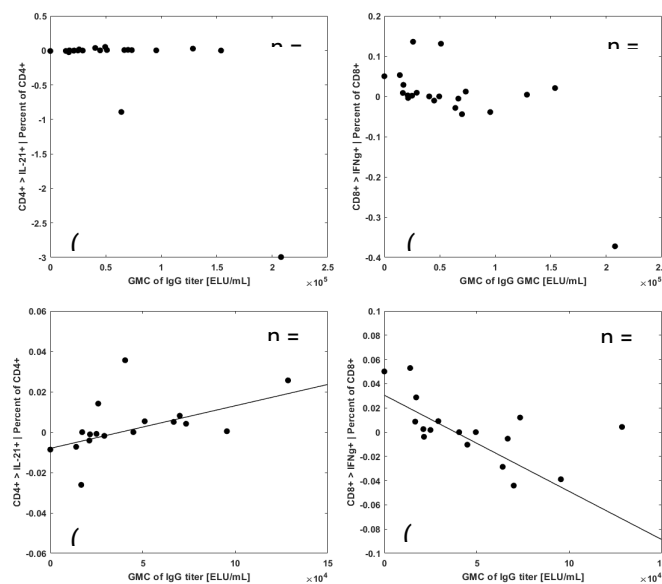 0.5
0
-0.5
-1
-1.5
-2
-2.5
-3
0 0.5 1 1.5 2 2.5
CD4+ > IL-21+ | Percent of CD4+
GMC of IgG titer [ELU/mL]
×10⁵
n =
(
0.2
0.1
0
-0.1
-0.2
-0.3
-0.4
0 0.5 1 1.5 2 2.5
CD8+ > IFNg+ | Percent of CD8+
GMC of IgG GMC [ELU/mL]
×10⁵
n =
(
0.06
0.04
0.02
0
-0.02
-0.04
-0.06
0 5 10 15
CD4+ > IL-21+ | Percent of CD4+
GMC of IgG titer [ELU/mL]
×10⁴
n =
(
0.1
0.08
0.06
0.04
0.02
0
-0.02
-0.04
-0.06
-0.08
-0.1
0 5 10 15
CD8+ > IFNg+ | Percent of CD8+
GMC of IgG titer [ELU/mL]
×10⁴
n =
(